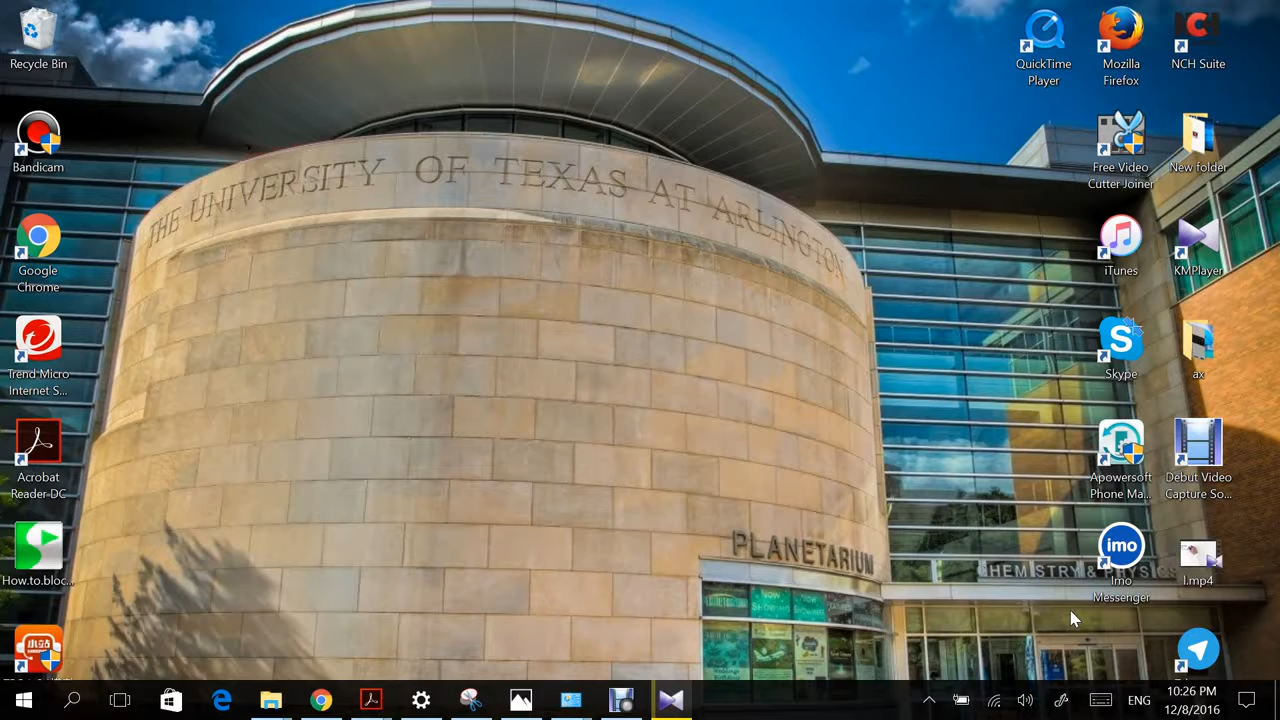 Recycle Bin
Bandicam
Google
Chrome
Trend Micro
Internet S...
Acrobat
Reader DC
How.to.bloc...
THE UNIVERSITY OF TEXAS AT ARLINGTON
PLANETARIUM
CHEMISTRY & PHYSICS
NOW
SHOWING
QuickTime
Player
Mozilla
Firefox
NCH Suite
Free Video
Cutter Joiner
New folder
iTunes
KMPlayer
Skype
ax
Apowersoft
Phone Ma...
Debut Video
Capture So...
imo
Imo
Messenger
l.mp4
ENG
10:26 PM
12/8/2016